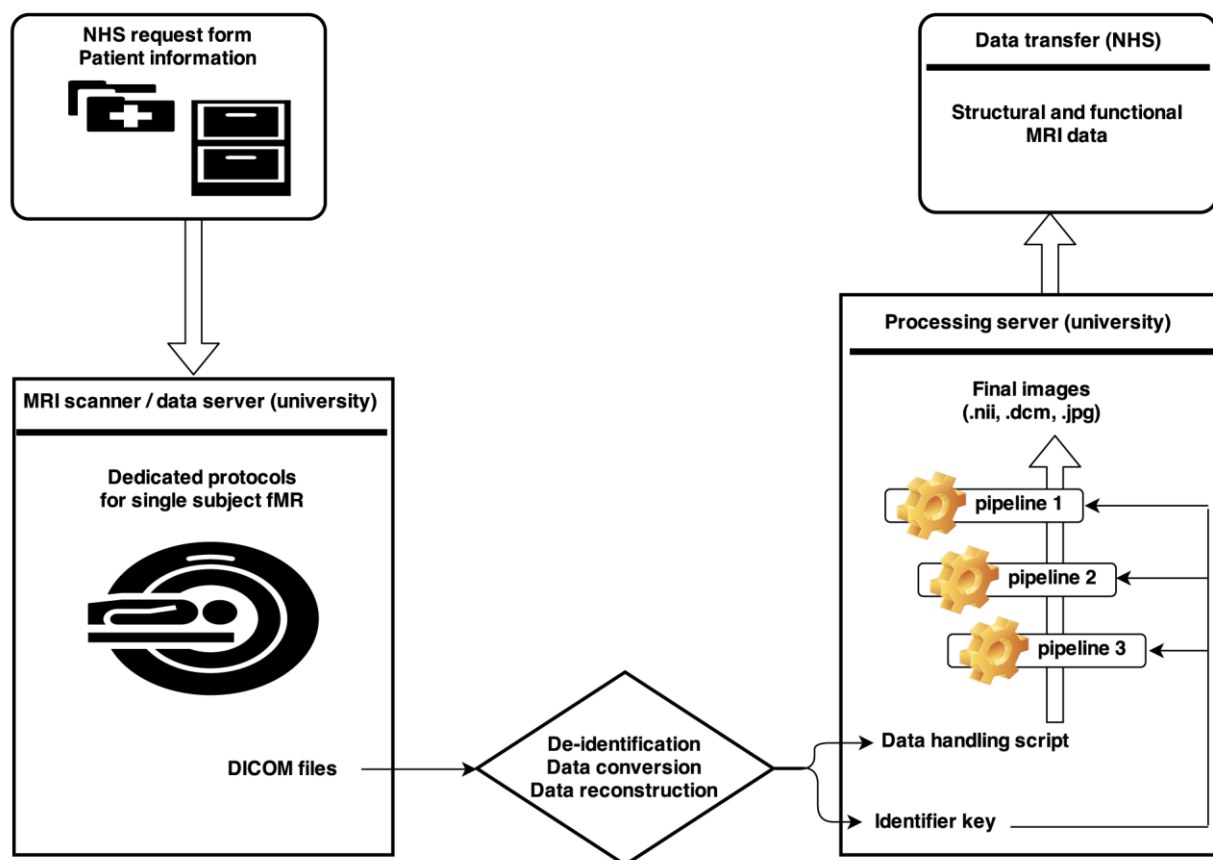 NHS request form
Patient information
MRI scanner / data server (university)
Dedicated protocols
for single subject fMR
DICOM files
De-identification
Data conversion
Data reconstruction
Data transfer (NHS)
Structural and functional
MRI data
Processing server (university)
Final images
(.nii, .dcm, .jpg)
pipeline 1
pipeline 2
pipeline 3
Data handling script
Identifier key